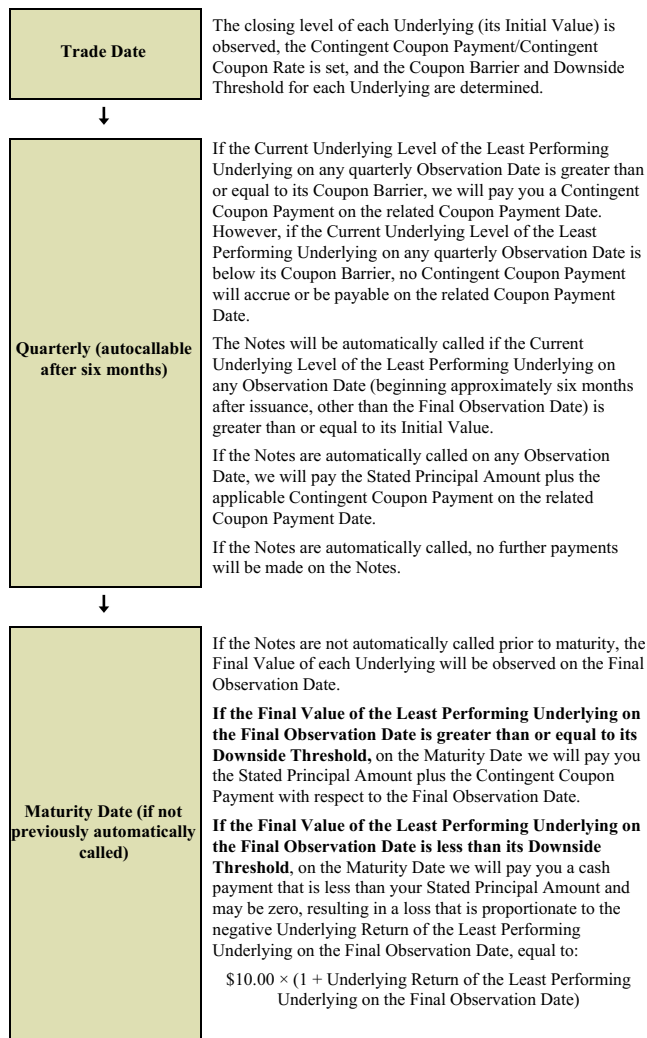 Trade Date
The closing level of each Underlying (its Initial Value) is
observed, the Contingent Coupon Payment/Contingent
Coupon Rate is set, and the Coupon Barrier and Downside
Threshold for each Underlying are determined.
Quarterly (autocallable
after six months)
If the Current Underlying Level of the Least Performing
Underlying on any quarterly Observation Date is greater than
or equal to its Coupon Barrier, we will pay you a Contingent
Coupon Payment on the related Coupon Payment Date.
However, if the Current Underlying Level of the Least
Performing Underlying on any quarterly Observation Date is
below its Coupon Barrier, no Contingent Coupon Payment
will accrue or be payable on the related Coupon Payment
Date.
The Notes will be automatically called if the Current
Underlying Level of the Least Performing Underlying on
any Observation Date (beginning approximately six months
after issuance, other than the Final Observation Date) is
greater than or equal to its Initial Value.
If the Notes are automatically called on any Observation
Date, we will pay the Stated Principal Amount plus the
applicable Contingent Coupon Payment on the related
Coupon Payment Date.
If the Notes are automatically called, no further payments
will be made on the Notes.
Maturity Date (if not
previously automatically
called)
If the Notes are not automatically called prior to maturity, the
Final Value of each Underlying will be observed on the Final
Observation Date.
If the Final Value of the Least Performing Underlying on
the Final Observation Date is greater than or equal to its
Downside Threshold, on the Maturity Date we will pay you
the Stated Principal Amount plus the Contingent Coupon
Payment with respect to the Final Observation Date.
If the Final Value of the Least Performing Underlying on
the Final Observation Date is less than its Downside
Threshold, on the Maturity Date we will pay you a cash
payment that is less than your Stated Principal Amount and
may be zero, resulting in a loss that is proportionate to the
negative Underlying Return of the Least Performing
Underlying on the Final Observation Date, equal to:
$10.00 × (1 + Underlying Return of the Least Performing
Underlying on the Final Observation Date)